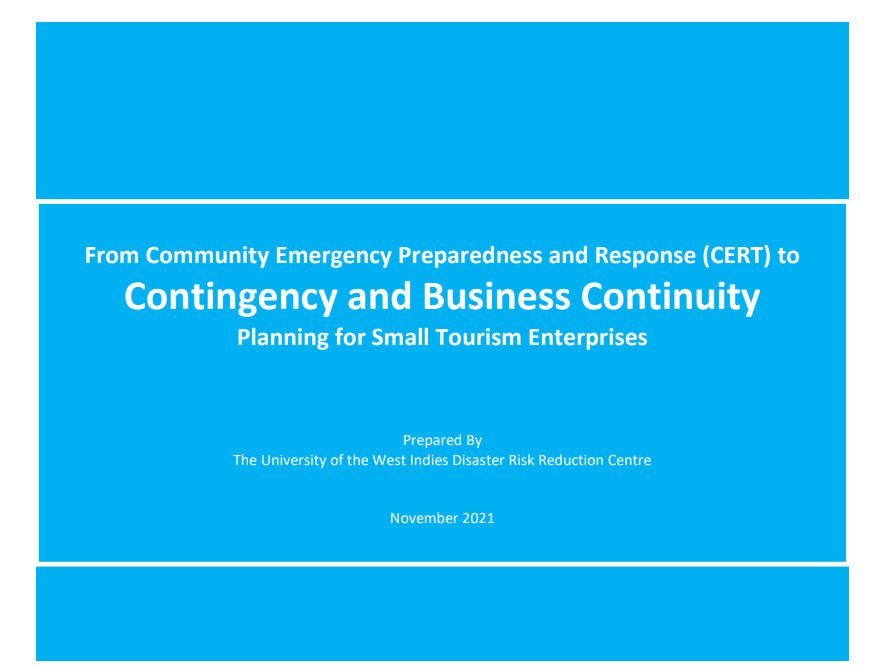 From Community Emergency Preparedness and Response (CERT) to
Contingency and Business Continuity
Planning for Small Tourism Enterprises
Prepared By
The University of the West Indies Disaster Risk Reduction Centre
November 2021